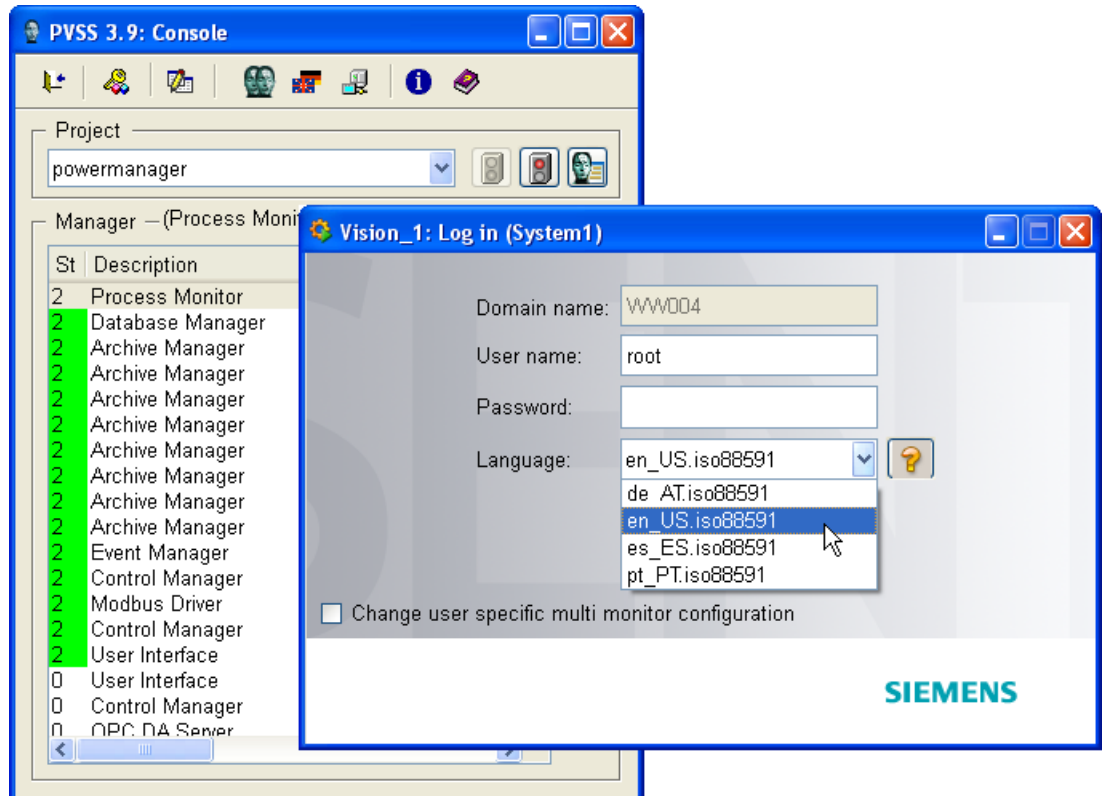 PVSS 3.9: Console
Project
powermanager
Manager (Process Moni
St Description
2 Process Monitor
2 Database Manager
2 Archive Manager
2 Archive Manager
2 Archive Manager
2 Archive Manager
2 Archive Manager
2 Archive Manager
2 Archive Manager
2 Archive Manager
2 Event Manager
2 Control Manager
2 Modbus Driver
2 Control Manager
2 User Interface
0 User Interface
0 Control Manager
0 OPC DA Server
Vision_1: Log in (System1)
Domain name: WW004
User name: root
Password:
Language: en_US.iso88591
de_AT.iso88591
en_US.iso88591
es_ES.iso88591
pt_PT.iso88591
Change user specific multi monitor configuration
SIEMENS